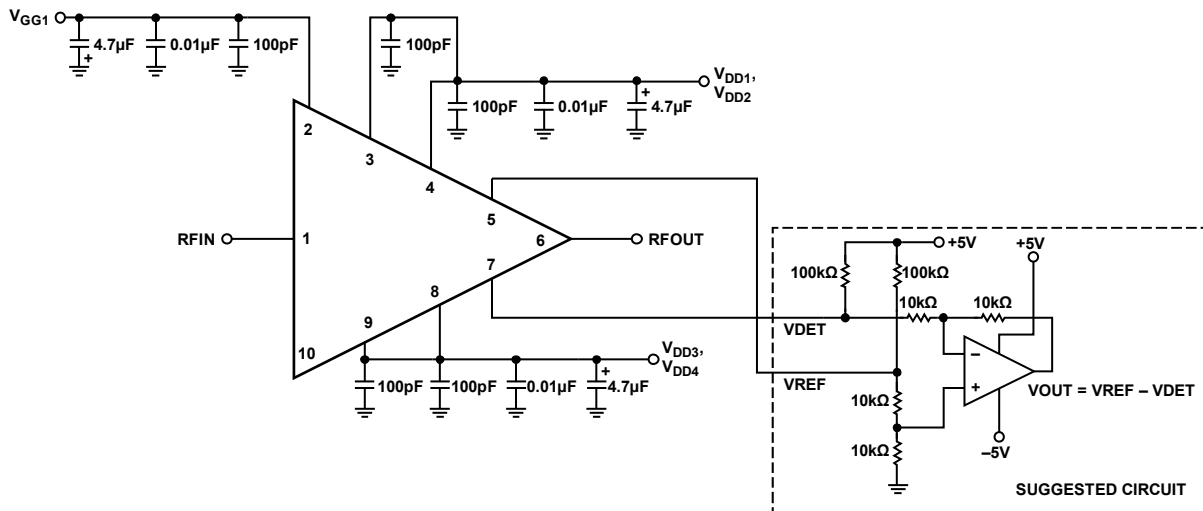 VGG1
4.7µF
+
0.01µF
100pF
100pF
VDD1,
VDD2
100pF
0.01µF
+
4.7µF
2
3
4
5
RFIN
1
6
RFOUT
7
8
9
10
+5V
+5V
100kΩ
100kΩ
10kΩ
10kΩ
VDET
VDD3,
VDD4
100pF
100pF
0.01µF
+
4.7µF
VREF
–
+
10kΩ
VOUT = VREF – VDET
10kΩ
–5V
SUGGESTED CIRCUIT